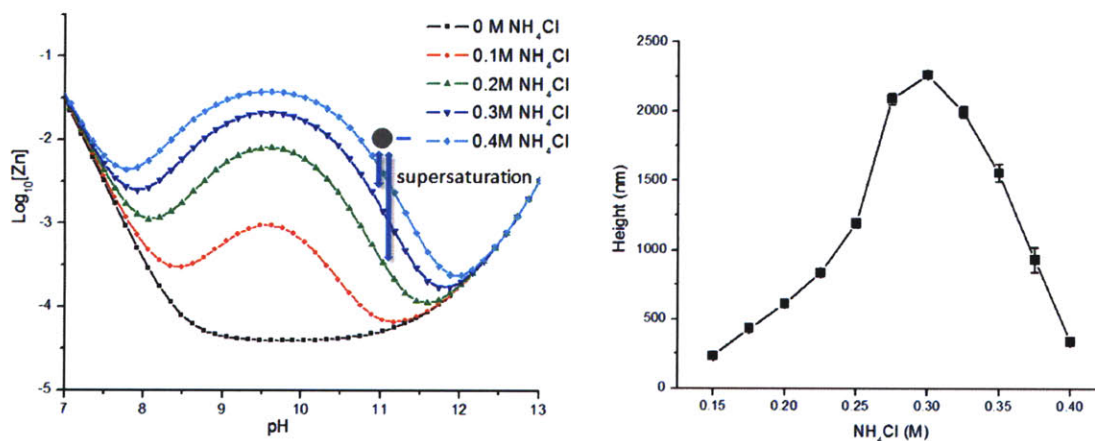 0 M NH₄Cl
0.1M NH₄Cl
0.2M NH₄Cl
0.3M NH₄Cl
0.4M NH₄Cl
supersaturation
Log₁₀[Zn]
-1
-2
-3
-4
-5
7 8 9 10 11 12 13
pH
Height (nm)
2500
2000
1500
1000
500
0
0.15 0.20 0.25 0.30 0.35 0.40
NH₄Cl (M)